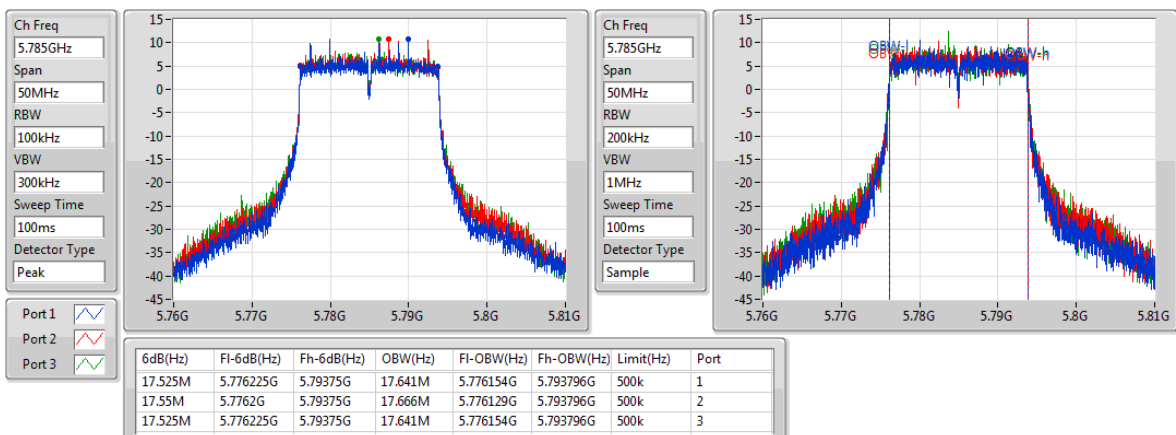 Ch Freq
5.785GHz
Span
50MHz
RBW
100kHz
VBW
300kHz
Sweep Time
100ms
Detector Type
Peak
15
10
5
0
-5
-10
-15
-20
-25
-30
-35
-40
-45
5.76G 5.77G 5.78G 5.79G 5.8G 5.81G
Ch Freq
5.785GHz
Span
50MHz
RBW
200kHz
VBW
1MHz
Sweep Time
100ms
Detector Type
Sample
15
10
5
0
-5
-10
-15
-20
-25
-30
-35
-40
-45
OBW-l
OBW-h
5.76G 5.77G 5.78G 5.79G 5.8G 5.81G
Port 1
Port 2
Port 3
6dB(Hz) Fl-6dB(Hz) Fh-6dB(Hz) OBW(Hz) Fl-OBW(Hz) Fh-OBW(Hz) Limit(Hz) Port
17.525M 5.776225G 5.79375G 17.641M 5.776154G 5.793796G 500k 1
17.55M 5.7762G 5.79375G 17.666M 5.776129G 5.793796G 500k 2
17.525M 5.776225G 5.79375G 17.641M 5.776154G 5.793796G 500k 3